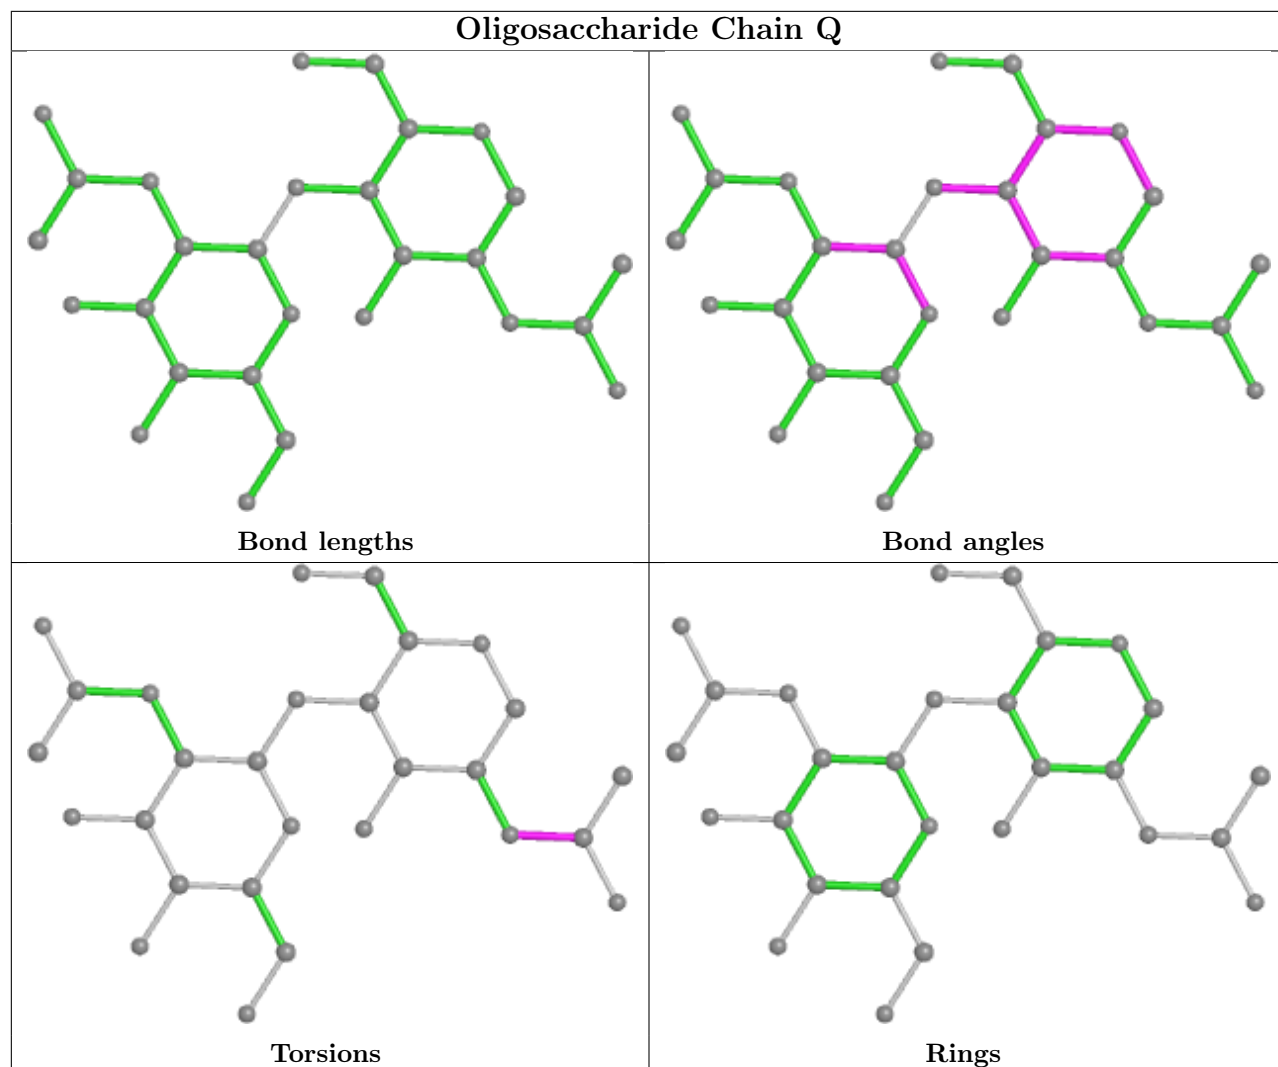 Oligosaccharide Chain Q
Bond lengths
Bond angles
Torsions
Rings